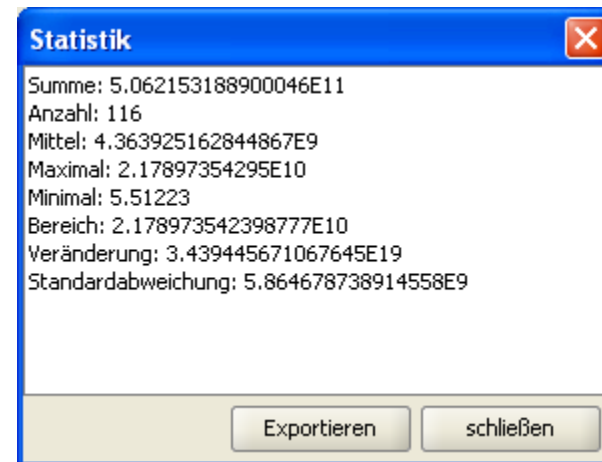 Statistik
Summe: 5.062153188900046E11
Anzahl: 116
Mittel: 4.363925162844867E9
Maximal: 2.17897354295E10
Minimal: 5.51223
Bereich: 2.178973542398777E10
Veränderung: 3.439445671067645E19
Standardabweichung: 5.864678738914558E9
Exportieren
schließen